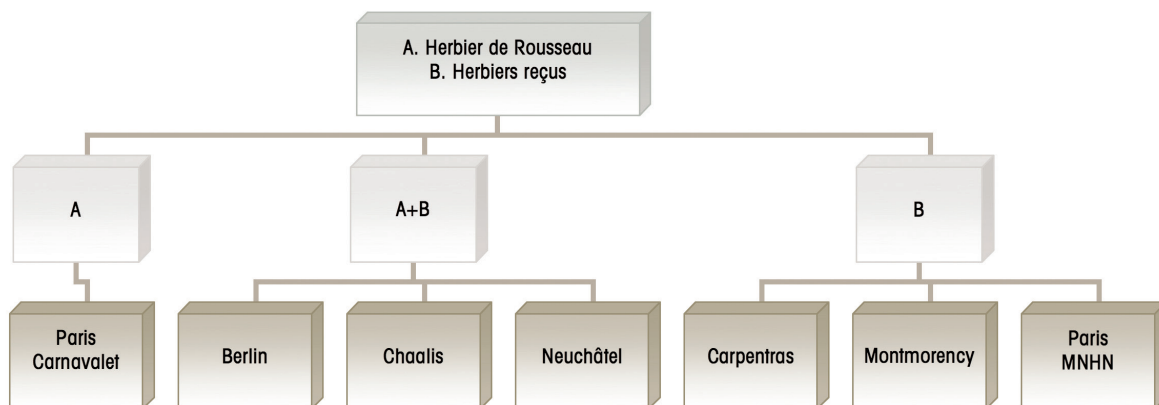 A. Herbier de Rousseau
B. Herbiers reçus
A
A+B
B
Paris
Carnavalet
Berlin
Chaalis
Neuchâtel
Carpentras
Montmorency
Paris
MNHN